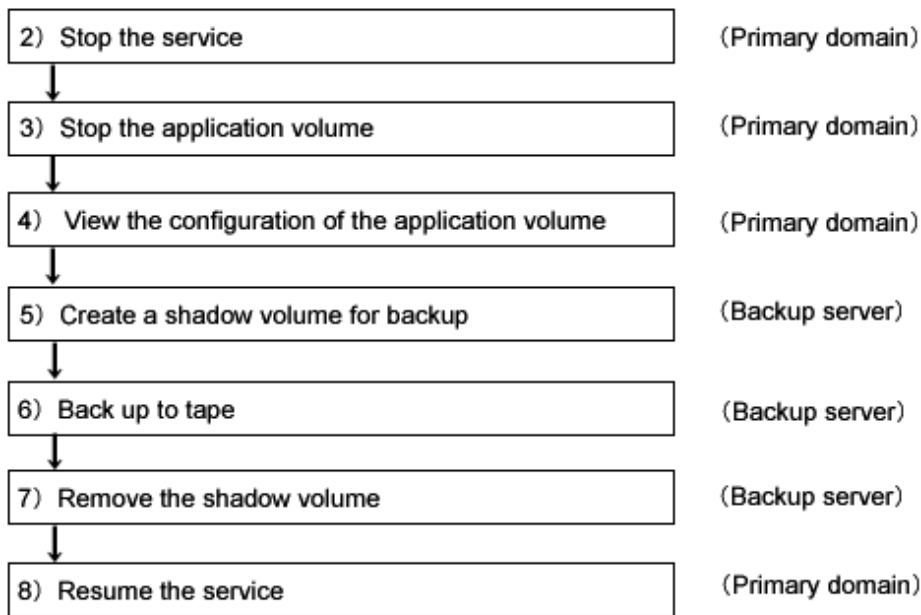 2）Stop the service （Primary domain）
3）Stop the application volume （Primary domain）
4） View the configuration of the application volume （Primary domain）
5）Create a shadow volume for backup （Backup server）
6）Back up to tape （Backup server）
7）Remove the shadow volume （Backup server）
8）Resume the service （Primary domain）